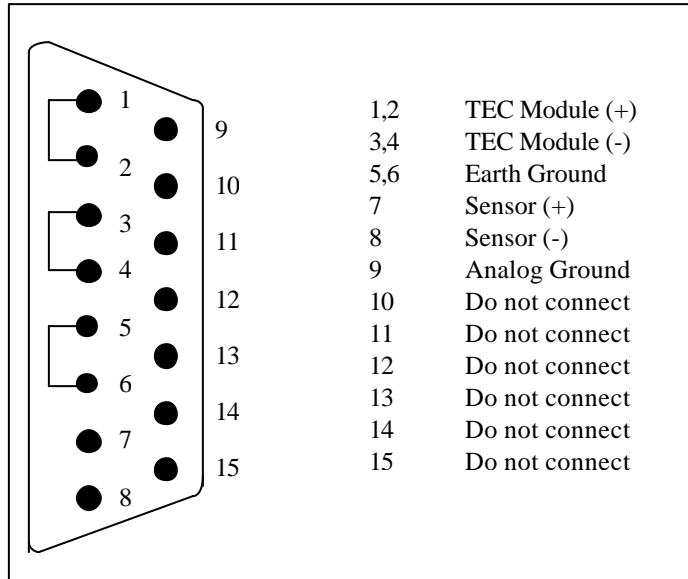 1
9
2
10
3
11
4
12
5
13
6
14
7
15
8
1,2 TEC Module (+)
3,4 TEC Module (-)
5,6 Earth Ground
7 Sensor (+)
8 Sensor (-)
9 Analog Ground
10 Do not connect
11 Do not connect
12 Do not connect
13 Do not connect
14 Do not connect
15 Do not connect